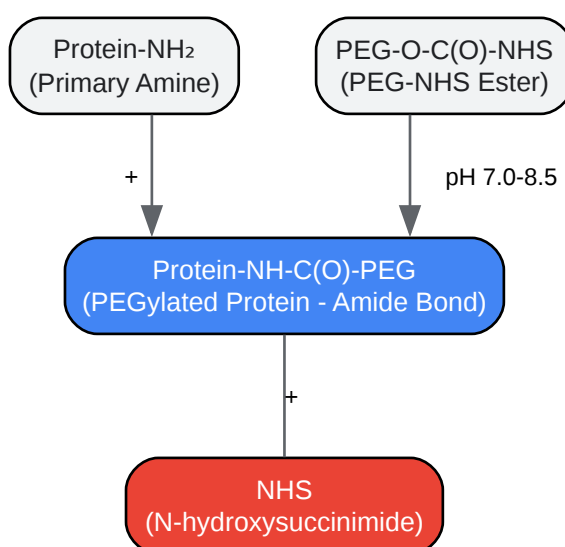 Protein-NH₂
(Primary Amine)
PEG-O-C(O)-NHS
(PEG-NHS Ester)
+
pH 7.0-8.5
Protein-NH-C(O)-PEG
(PEGylated Protein - Amide Bond)
+
NHS
(N-hydroxysuccinimide)